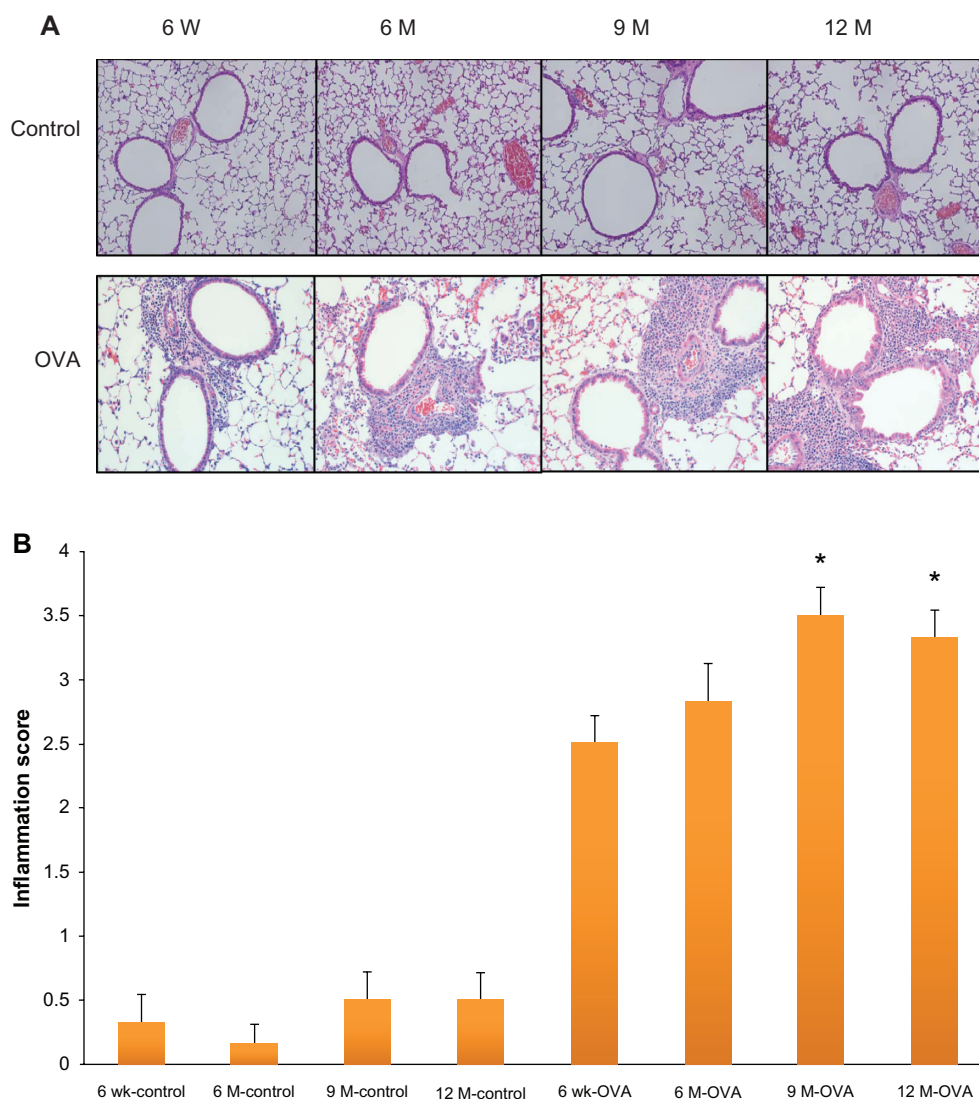 A
6 W 6 M 9 M 12 M
Control
OVA
B
4
3.5
3
2.5
2
1.5
1
0.5
0
Inflammation score
* *
6 wk-control 6 M-control 9 M-control 12 M-control 6 wk-OVA 6 M-OVA 9 M-OVA 12 M-OVA